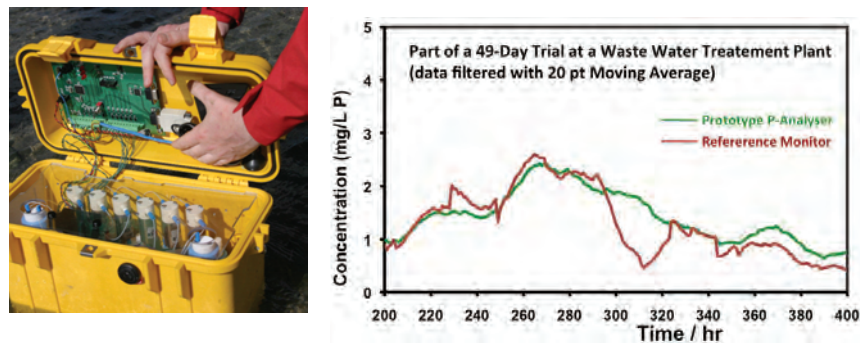 Part of a 49-Day Trial at a Waste Water Treatement Plant
(data filtered with 20 pt Moving Average)
Prototype P-Analyser
Refererence Monitor
Concentration (mg/L P)
5
4
3
2
1
0
200 220 240 260 280 300 320 340 360 380 400
Time / hr